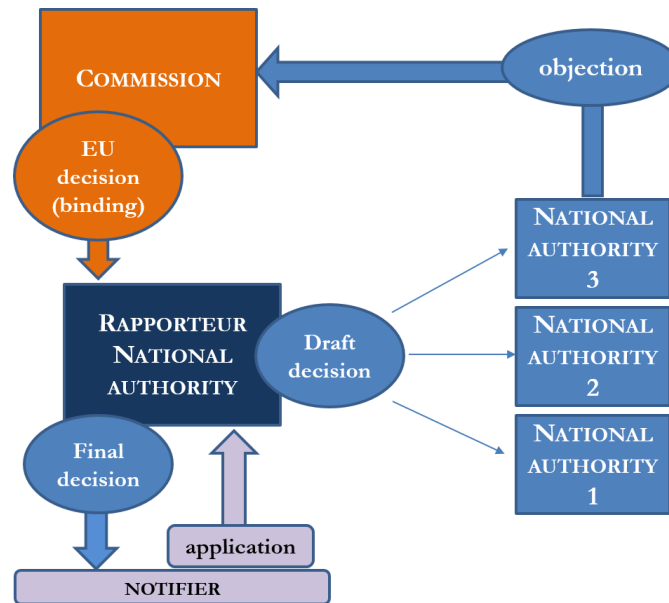 COMMISSION
objection
EU
decision
(binding)
NATIONAL
AUTHORITY
3
RAPPORTEUR
NATIONAL
AUTHORITY
Draft
decision
NATIONAL
AUTHORITY
2
NATIONAL
AUTHORITY
1
Final
decision
application
NOTIFIER